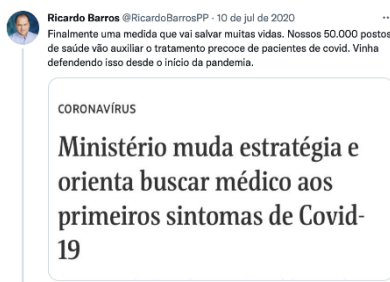 Ricardo Barros @RicardoBarrosPP · 10 de jul de 2020 ...
Finalmente uma medida que vai salvar muitas vidas. Nossos 50.000 postos
de saúde vão auxiliar o tratamento precoce de pacientes de covid. Vinha
defendendo isso desde o início da pandemia.
CORONAVÍRUS
Ministério muda estratégia e
orienta buscar médico aos
primeiros sintomas de Covid-
19